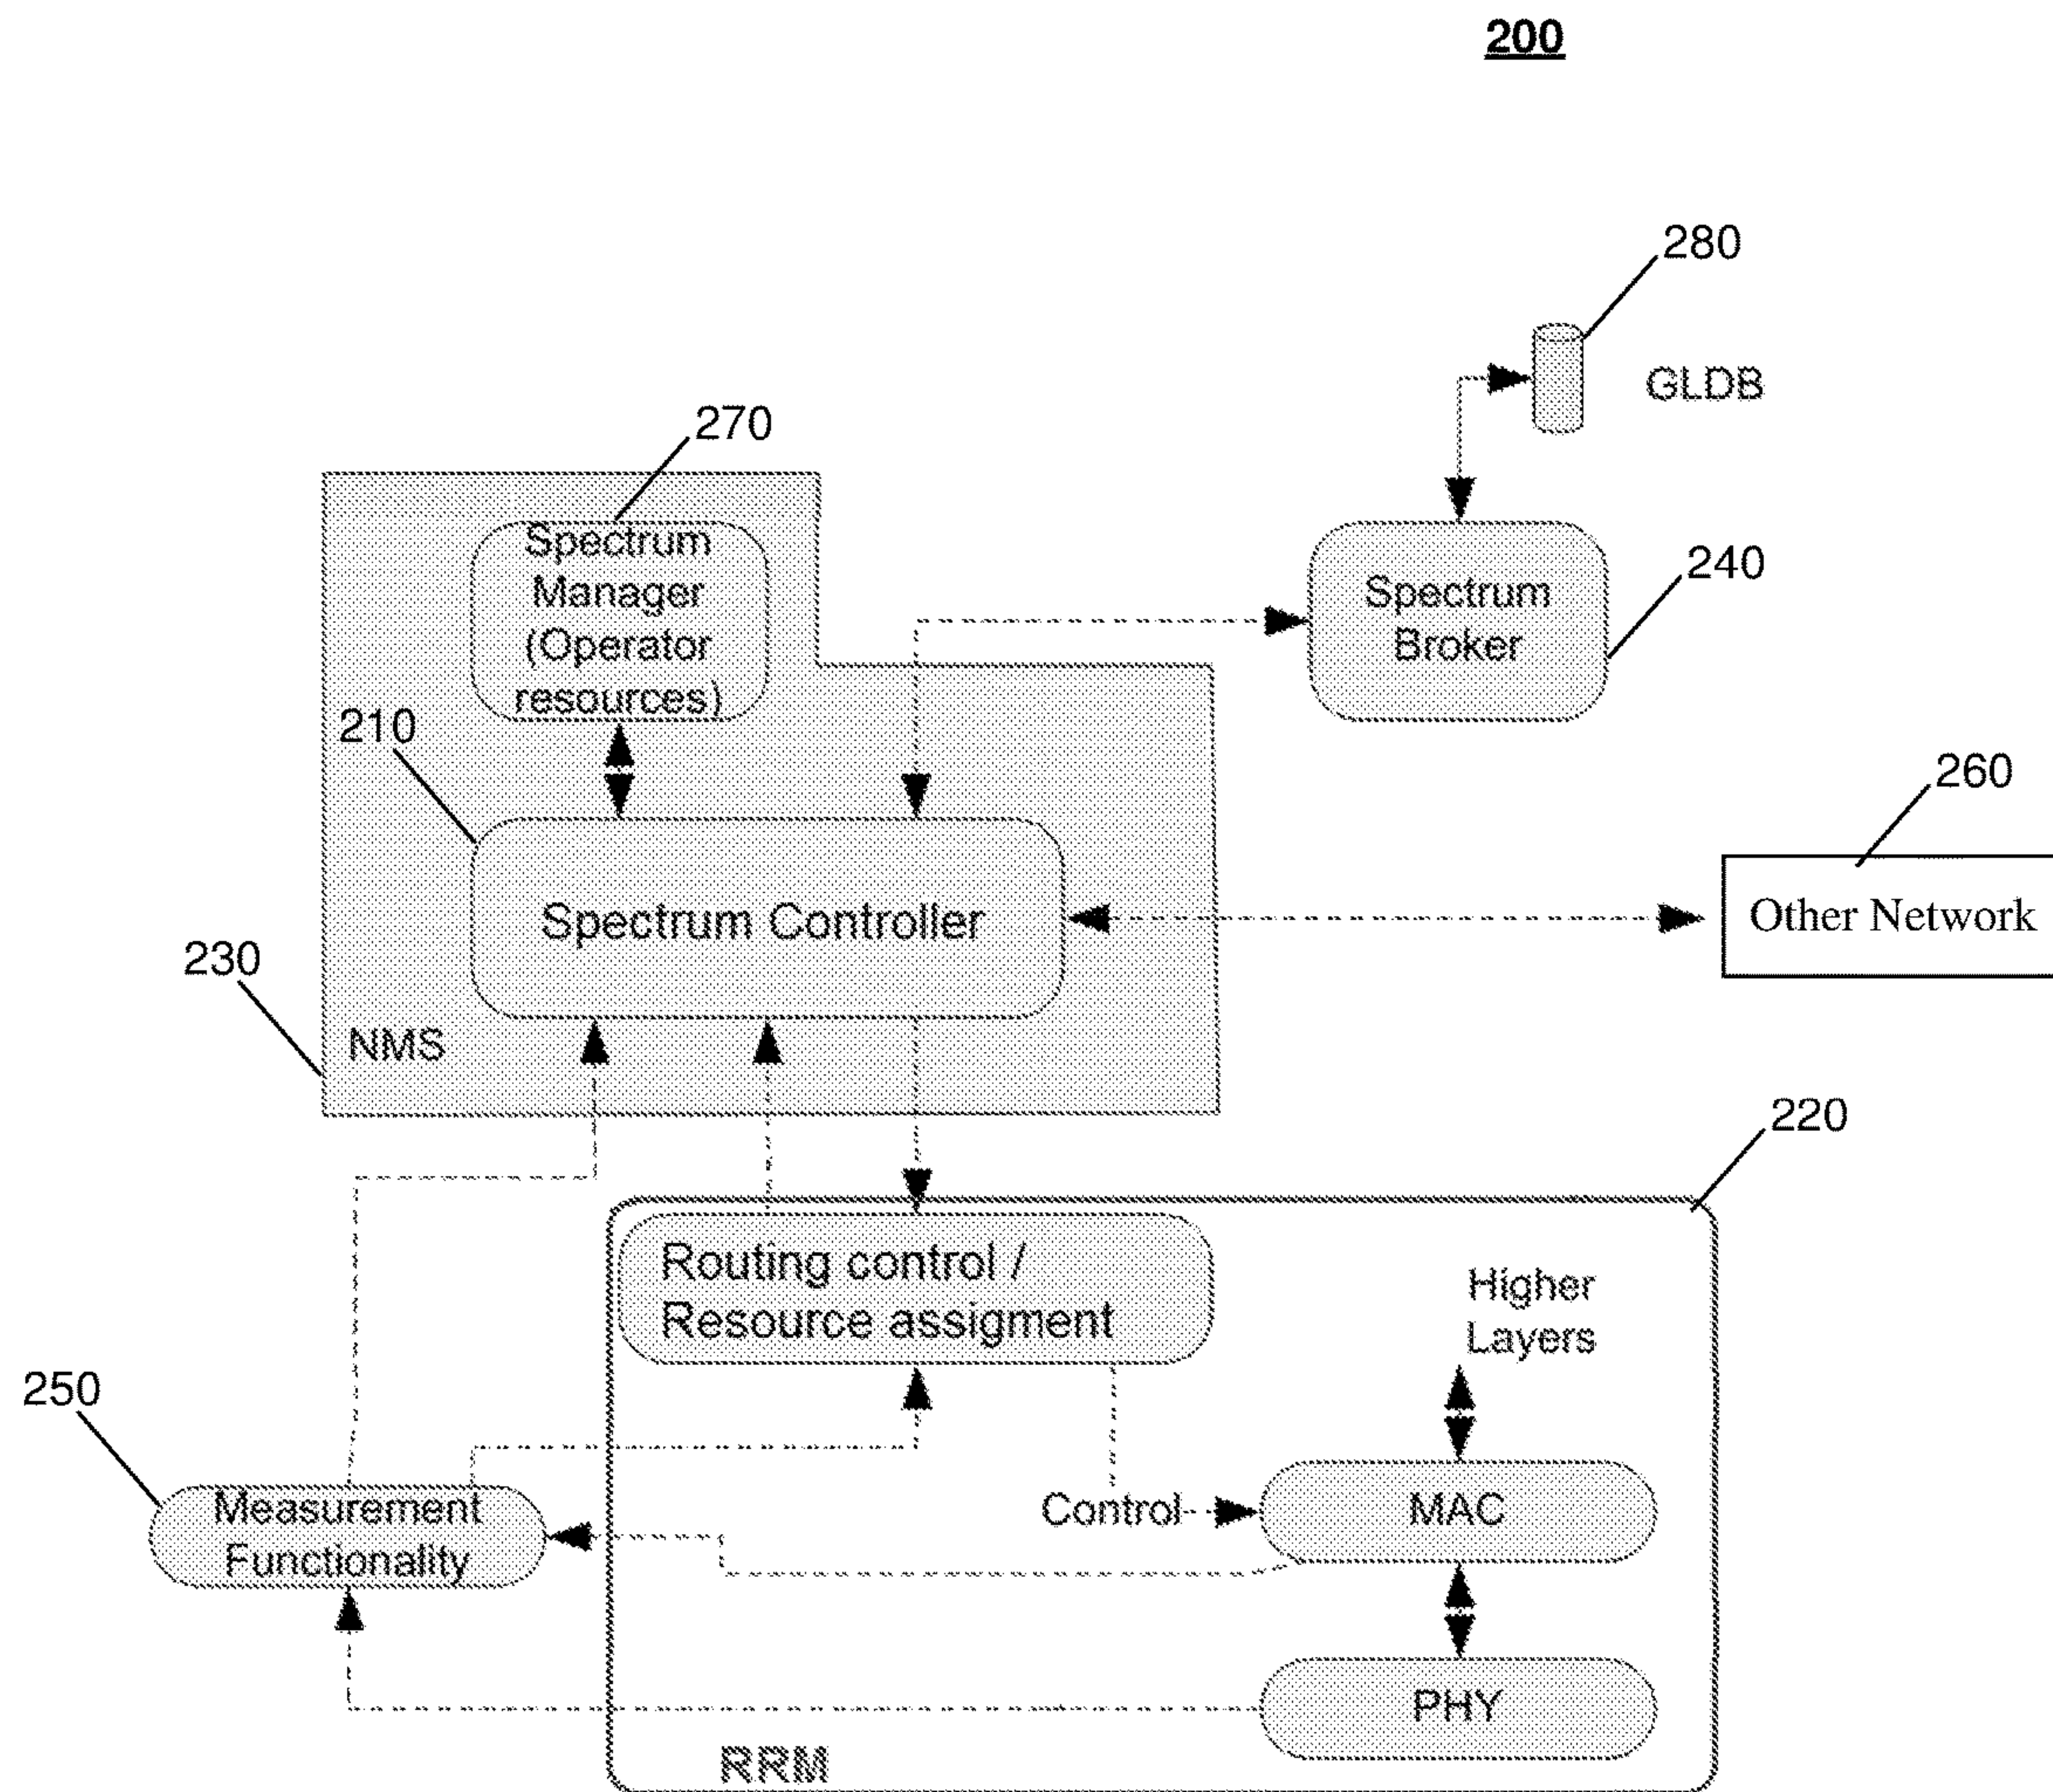 200
280
GLDB
270
Spectrum
Manager
(Operator
resources)
240
Spectrum
Broker
210
260
Spectrum Controller
Other Network
230
NMS
220
Routing control /
Resource assigment
Higher
Layers
250
Measurement
Functionality
Control
MAC
PHY
RRM